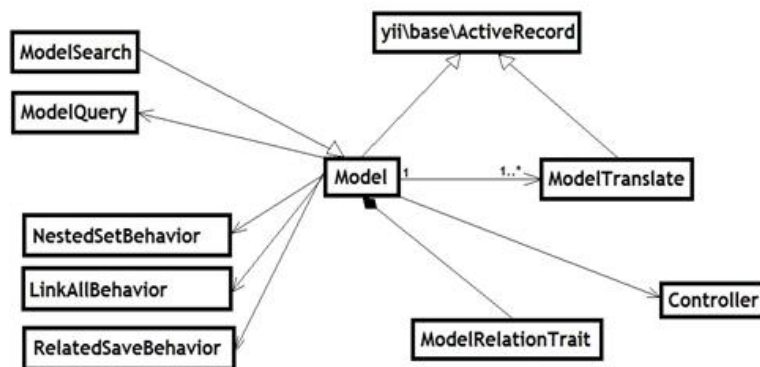 yii\base\ActiveRecord
ModelSearch
ModelQuery
Model
1
1..*
ModelTranslate
NestedSetBehavior
LinkAllBehavior
Controller
RelatedSaveBehavior
ModelRelationTrait